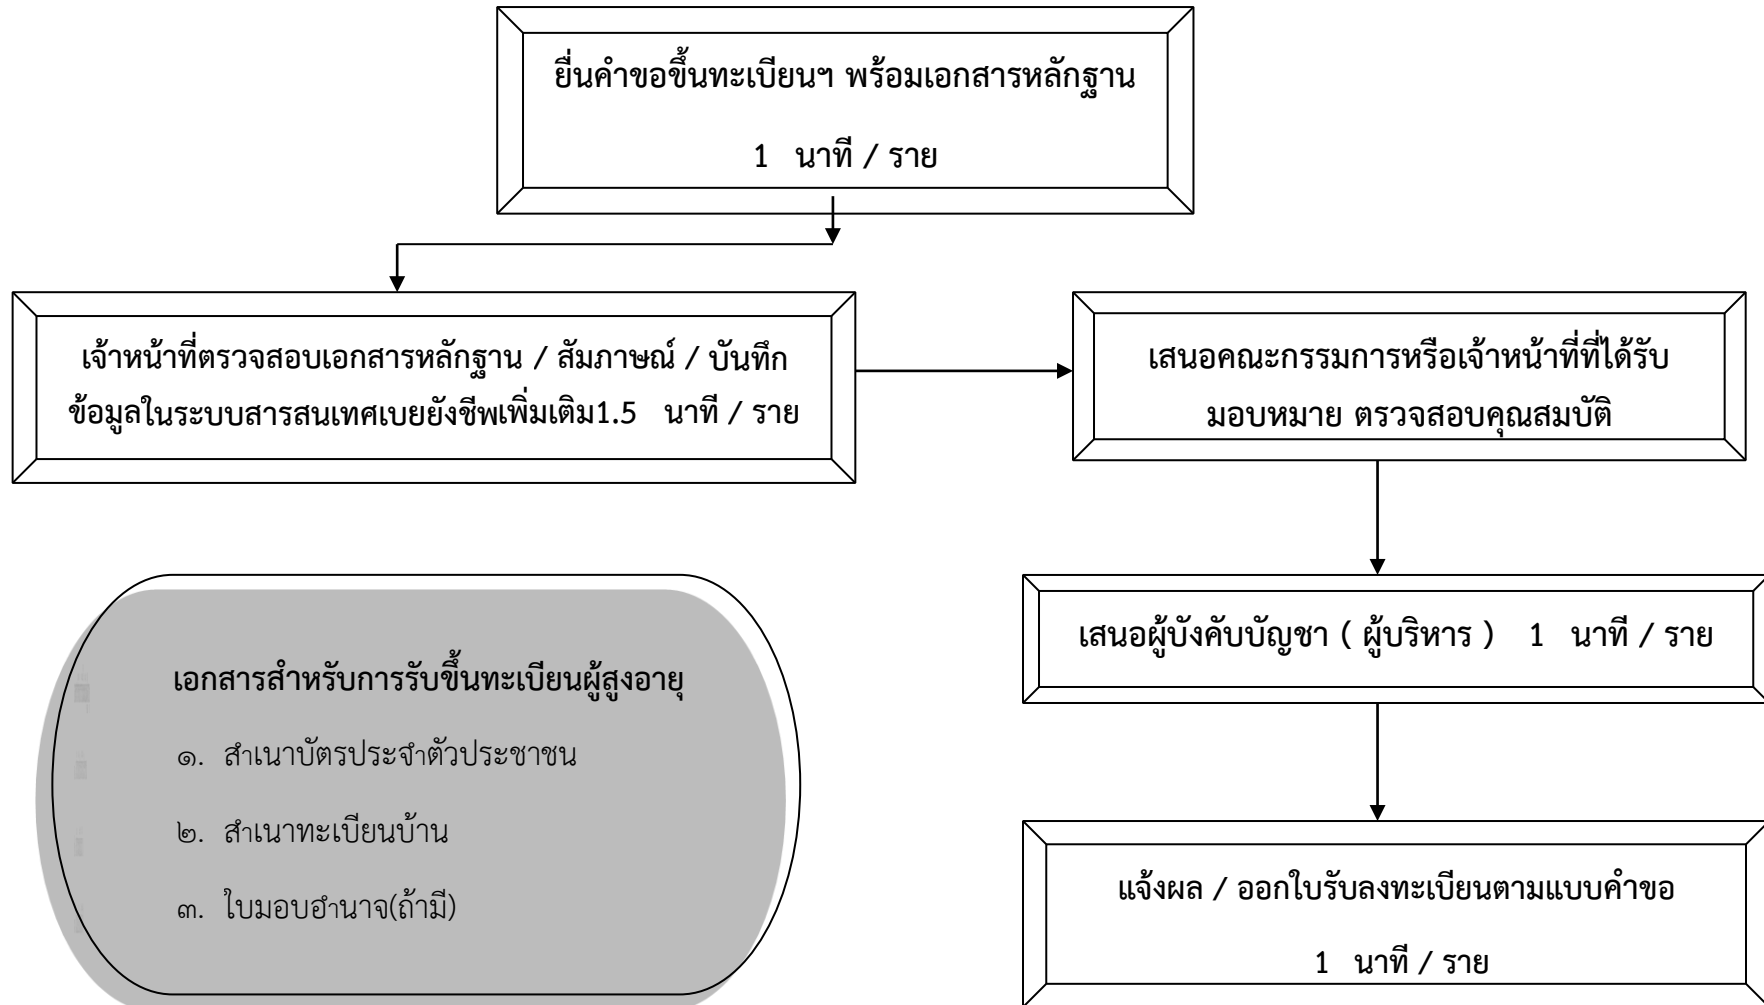 ยื่นคำขอขึ้นทะเบียนฯ พร้อมเอกสารหลักฐาน
1 นาที / ราย
เจ้าหน้าที่ตรวจสอบเอกสารหลักฐาน / สัมภาษณ์ / บันทึก
ข้อมูลในระบบสารสนเทศเบยยังชีพเพิ่มเติม1.5 นาที / ราย
เสนอคณะกรรมการหรือเจ้าหน้าที่ที่ได้รับ
มอบหมาย ตรวจสอบคุณสมบัติ
เสนอผู้บังคับบัญชา ( ผู้บริหาร ) 1 นาที / ราย
แจ้งผล / ออกใบรับลงทะเบียนตามแบบคำขอ
1 นาที / ราย
เอกสารสำหรับการรับขึ้นทะเบียนผู้สูงอายุ
๑. สำเนาบัตรประจำตัวประชาชน
๒. สำเนาทะเบียนบ้าน
๓. ใบมอบอำนาจ(ถ้ามี)